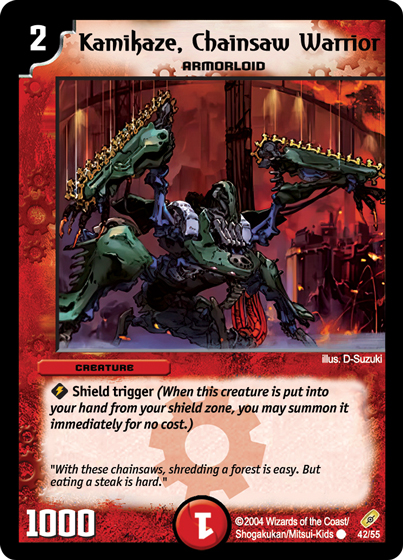 2
Kamikaze, Chainsaw Warrior
ARMORLOID
illus. D-Suzuki
CREATURE
Shield trigger (When this creature is put into
your hand from your shield zone, you may summon it
immediately for no cost.)
"With these chainsaws, shredding a forest is easy. But
eating a steak is hard."
1000
1
©2004 Wizards of the Coast/
Shogakukan/Mitsui-Kids
42/55